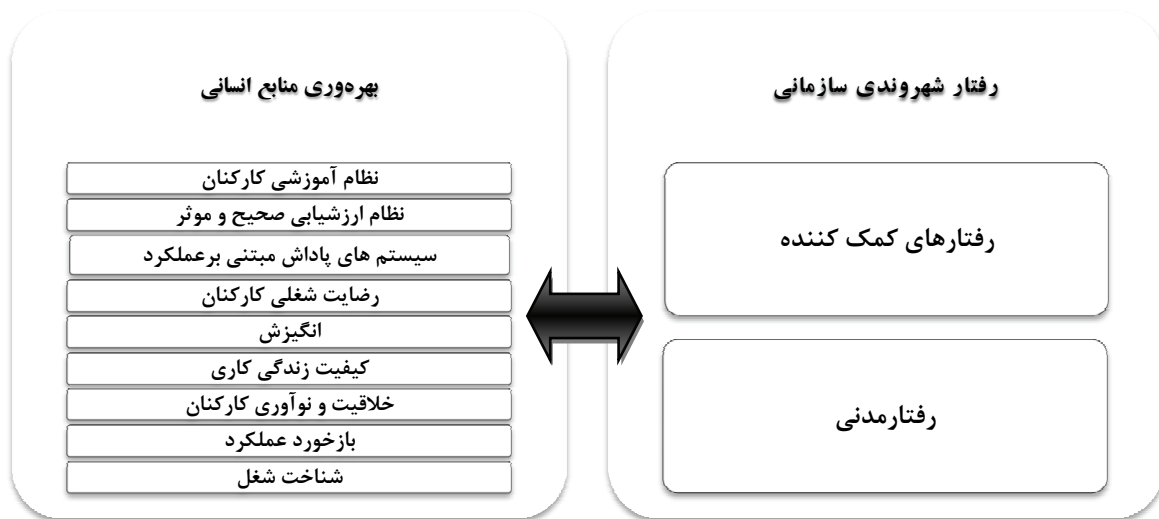 رفتار شهروندی سازمانی
رفتارهای کمک کننده
رفتارمدنی
بهره‌وری منابع انسانی
نظام آموزشی کارکنان
نظام ارزشیابی صحیح و موثر
سیستم های پاداش مبتنی برعملکرد
رضایت شغلی کارکنان
انگیزش
کیفیت زندگی کاری
خلاقیت و نوآوری کارکنان
بازخورد عملکرد
شناخت شغل